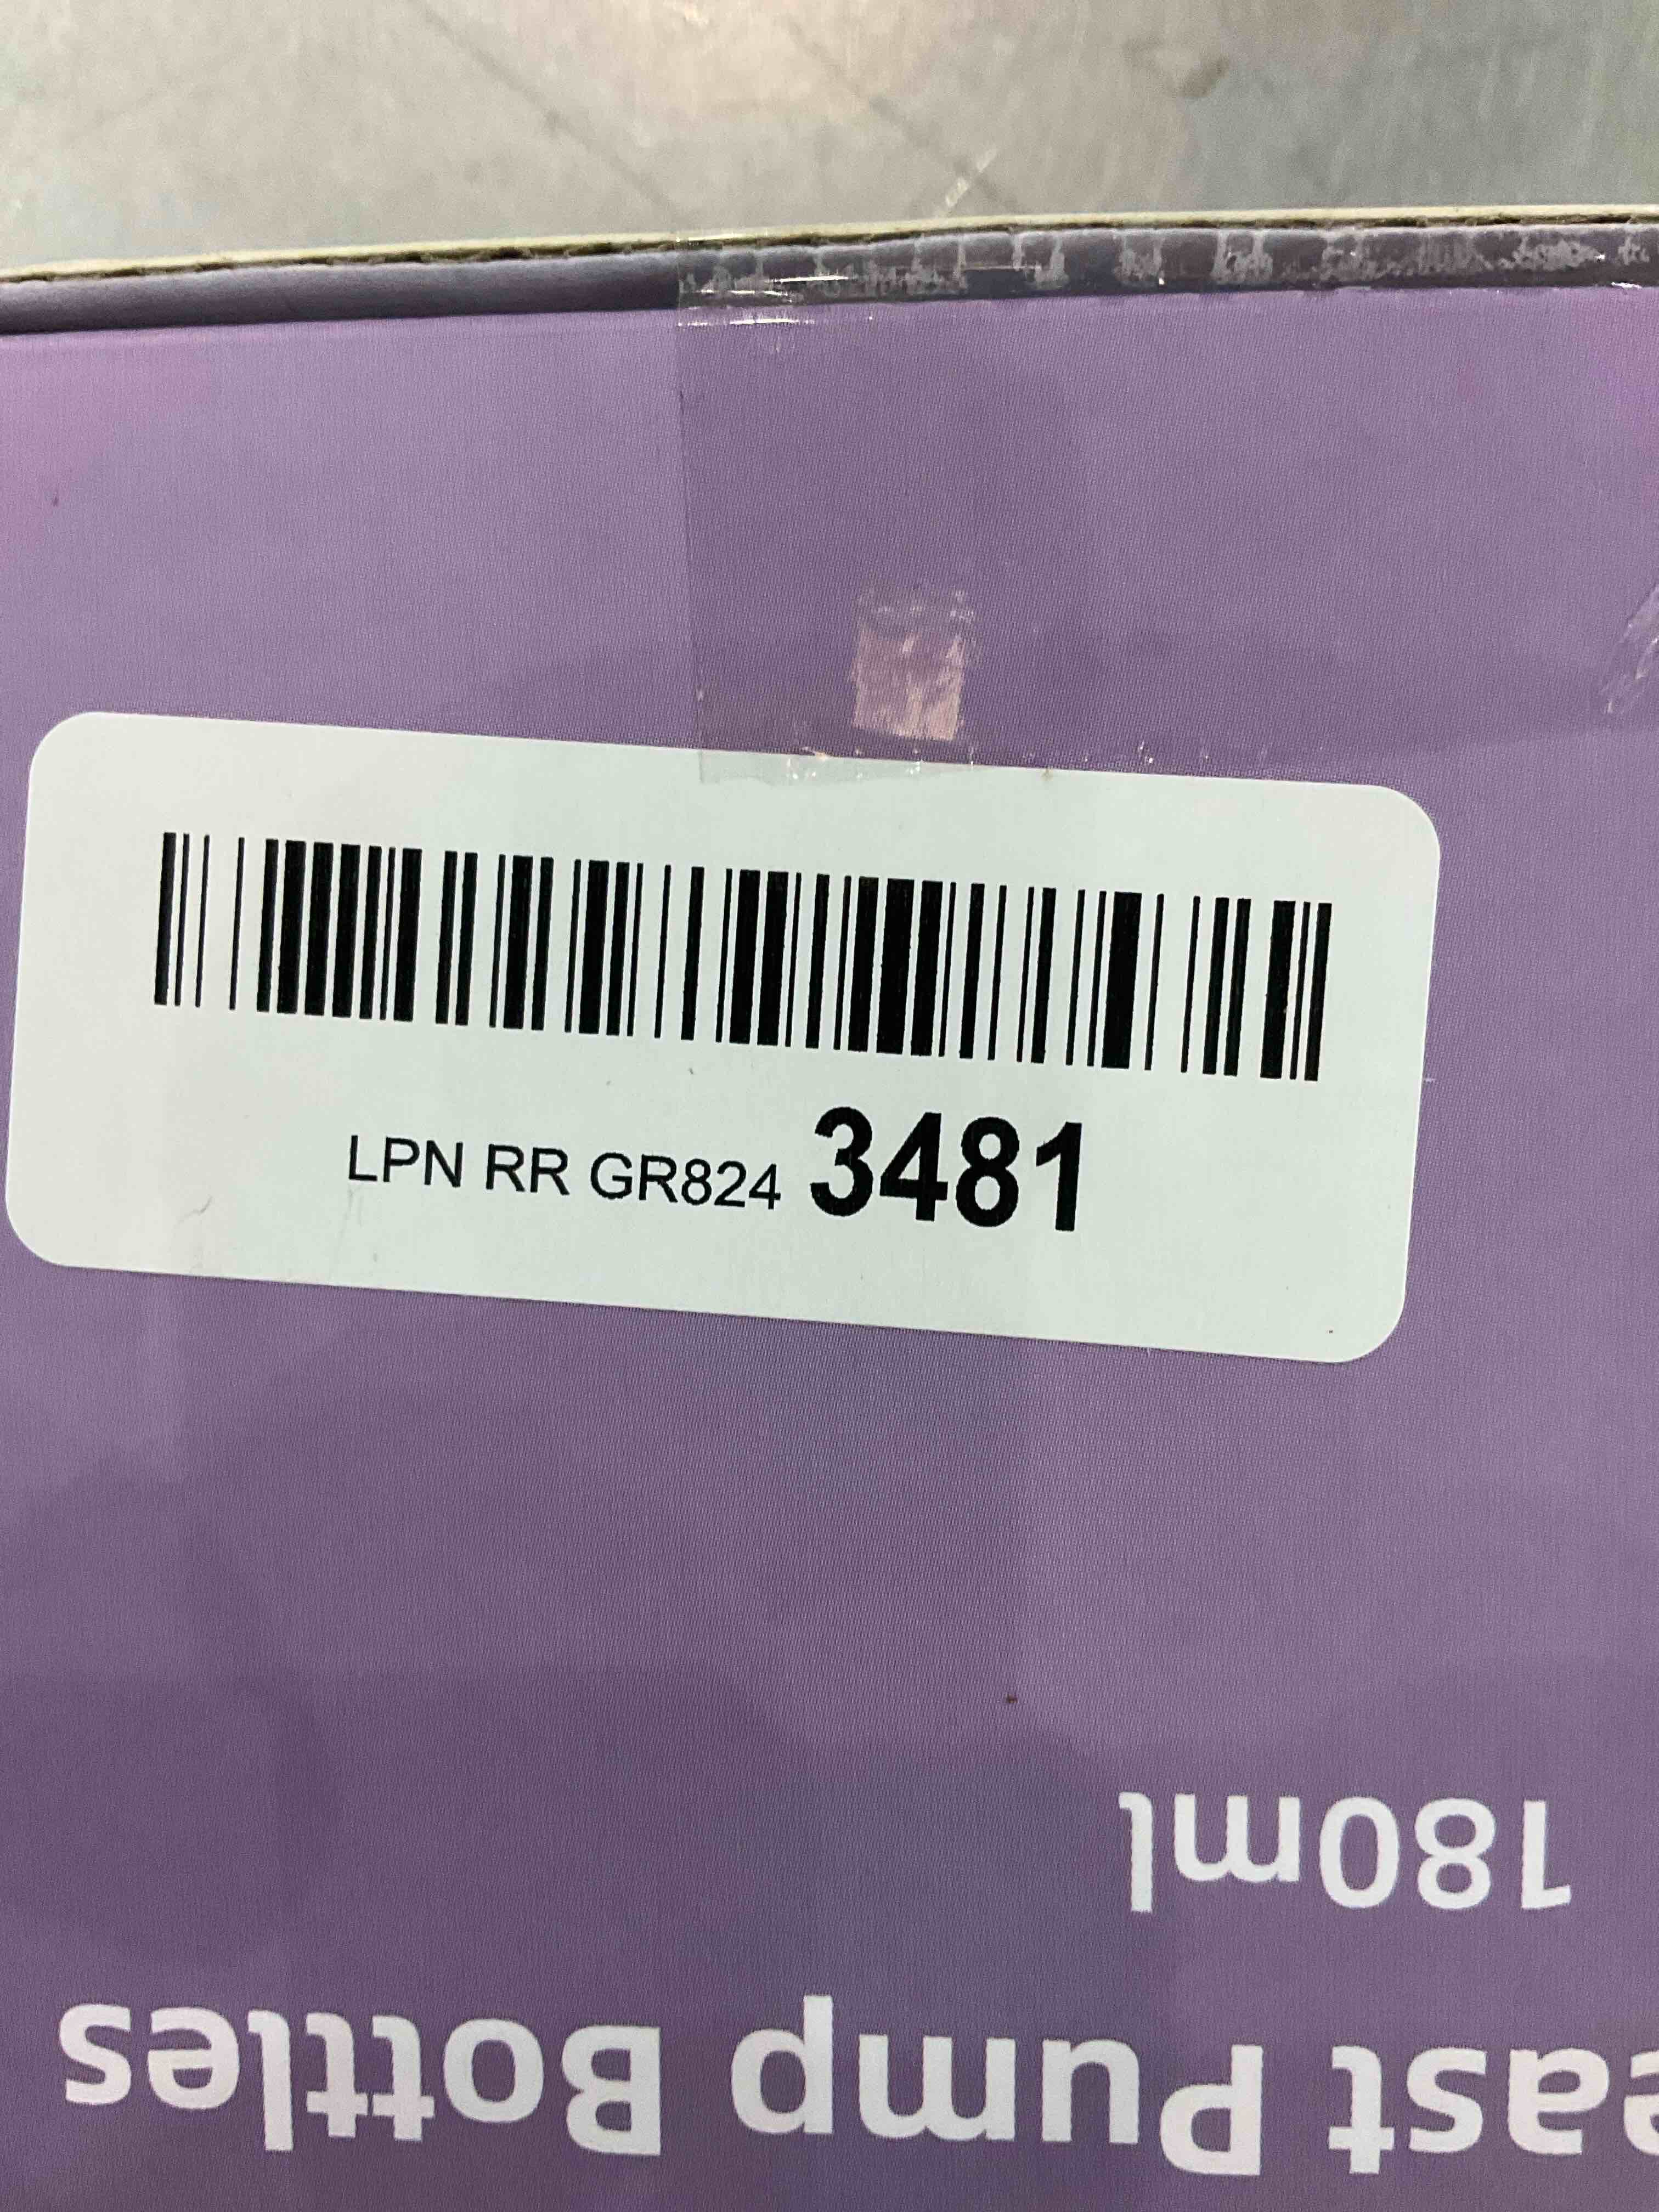 LPN RR GR824 3481
east Pump Bottles
180ml